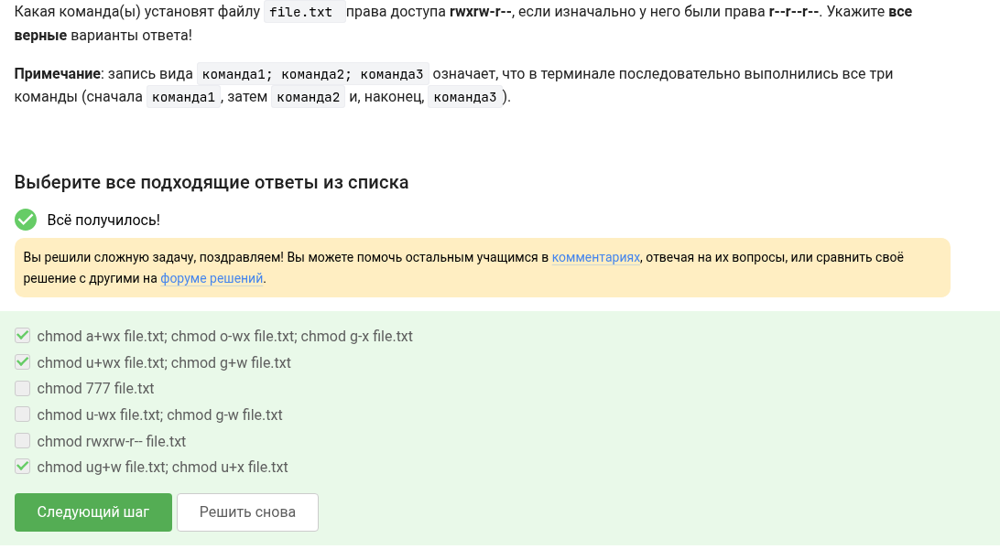 Какая команда(ы) установят файлу file.txt права доступа rwxrw-r--, если изначально у него были права r--r--r--. Укажите все
верные варианты ответа!
Примечание: запись вида команда1; команда2; команда3 означает, что в терминале последовательно выполнились все три
команды (сначала команда1, затем команда2 и, наконец, команда3).
Выберите все подходящие ответы из списка
Всё получилось!
Вы решили сложную задачу, поздравляем! Вы можете помочь остальным учащимся в комментариях, отвечая на их вопросы, или сравнить своё
решение с другими на форуме решений.
chmod a+wx file.txt; chmod o-wx file.txt; chmod g-x file.txt
chmod u+wx file.txt; chmod g+w file.txt
chmod 777 file.txt
chmod u-wx file.txt; chmod g-w file.txt
chmod rwxrw-r-- file.txt
chmod ug+w file.txt; chmod u+x file.txt
Следующий шаг Решить снова